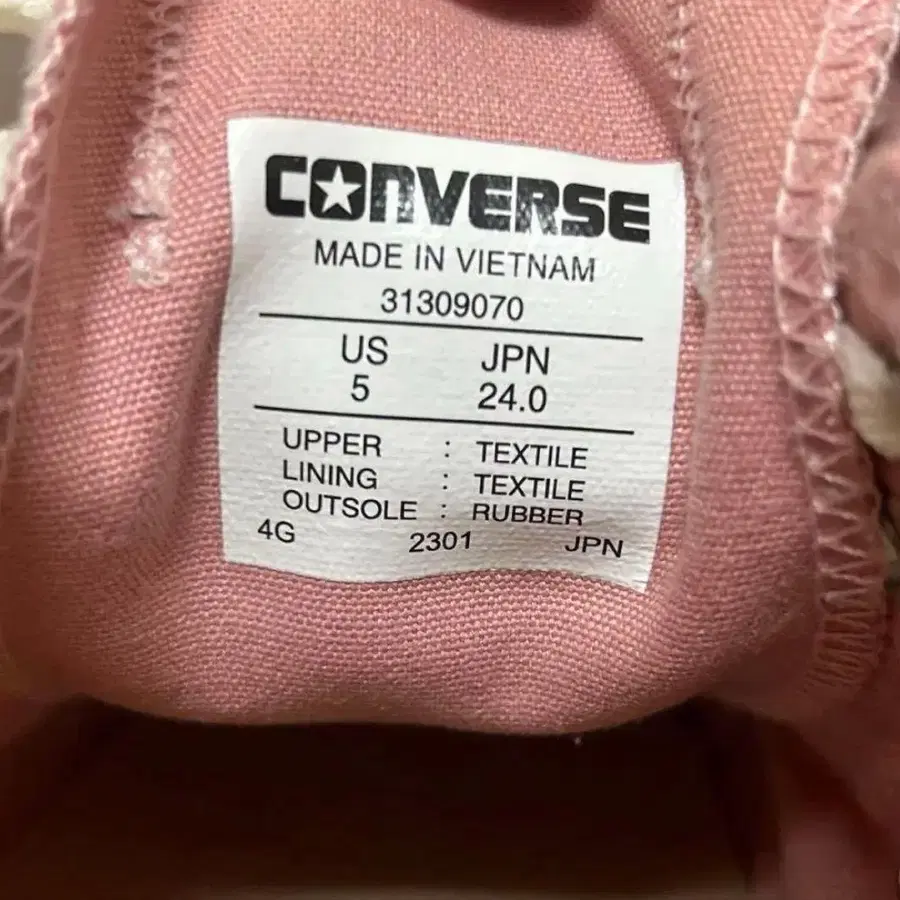 CONVERSE
MADE IN VIETNAM
31309070
US JPN
5 24.0
UPPER : TEXTILE
LINING : TEXTILE
OUTSOLE : RUBBER
4G 2301 JPN